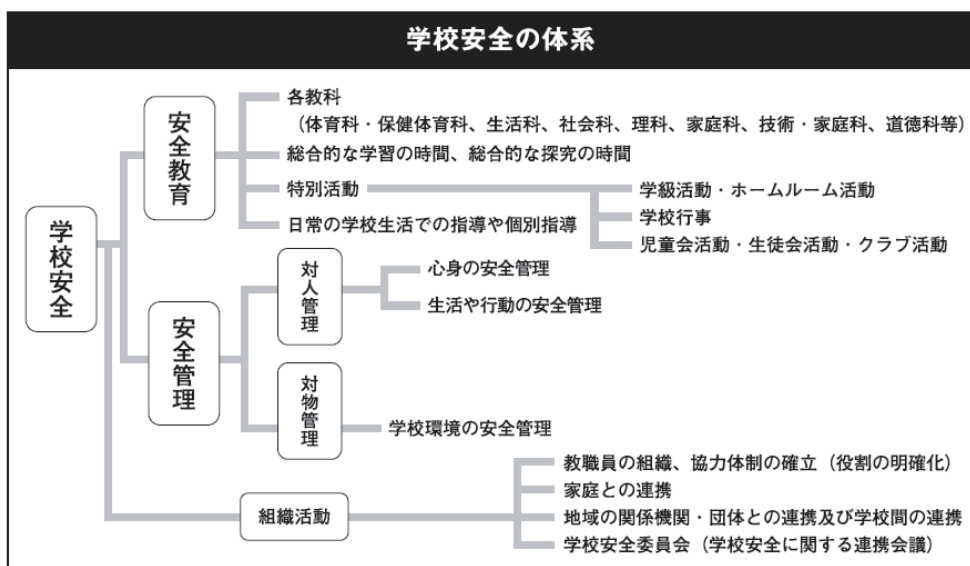 学校安全の体系
学校安全
安全教育
各教科
（体育科・保健体育科、生活科、社会科、理科、家庭科、技術・家庭科、道徳科等）
総合的な学習の時間、総合的な探究の時間
特別活動
学級活動・ホームルーム活動
学校行事
児童会活動・生徒会活動・クラブ活動
日常の学校生活での指導や個別指導
安全管理
対人管理
心身の安全管理
生活や行動の安全管理
対物管理
学校環境の安全管理
組織活動
教職員の組織、協力体制の確立（役割の明確化）
家庭との連携
地域の関係機関・団体との連携及び学校間の連携
学校安全委員会（学校安全に関する連携会議）